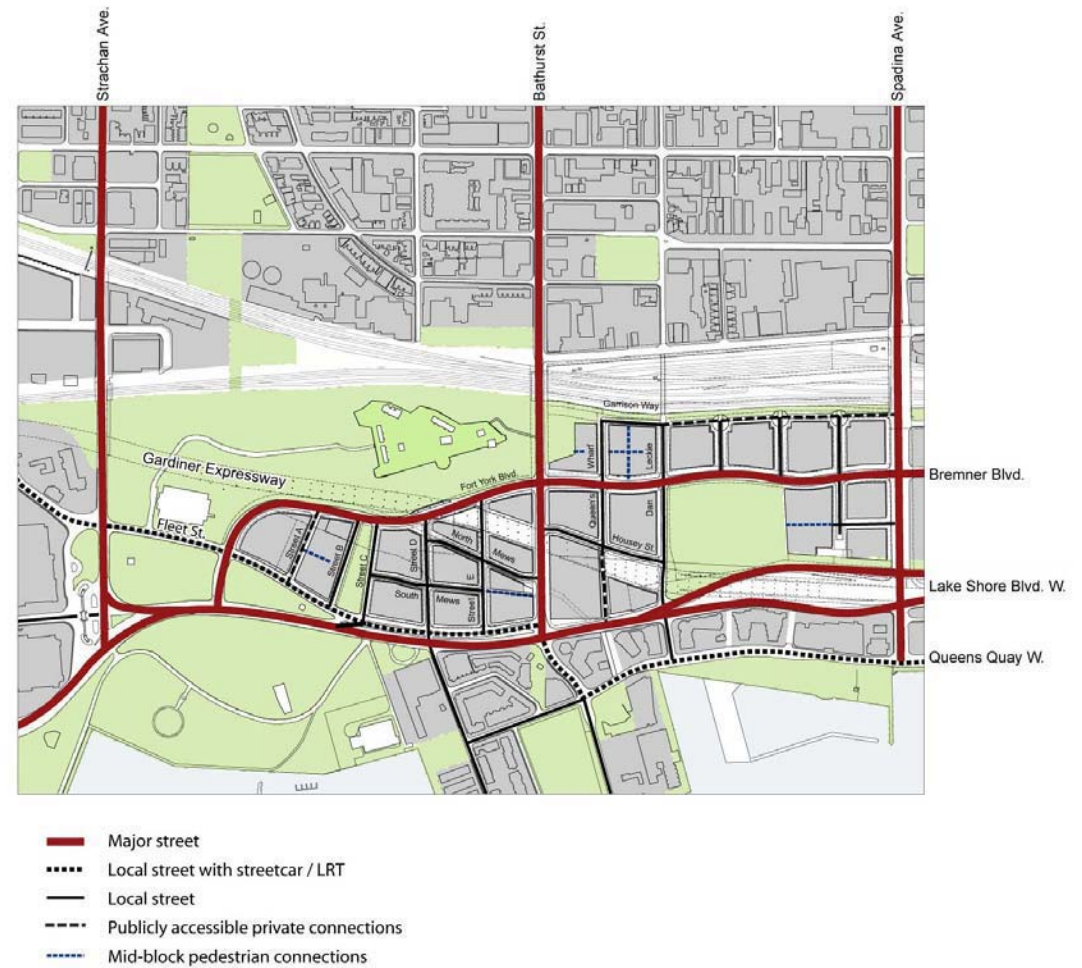 Strachan Ave.
Bathurst St.
Spadina Ave.
Garrison Way
Wharf
Leckie
Bremner Blvd.
Gardiner Expressway
Fort York Blvd.
Queen's
Dan
Fleet St.
Street A
Street B
Street C
Street D
North
Mews
Housey St.
E
Street
South
Mews
Lake Shore Blvd. W.
Queens Quay W.
Major street
Local street with streetcar / LRT
Local street
Publicly accessible private connections
Mid-block pedestrian connections